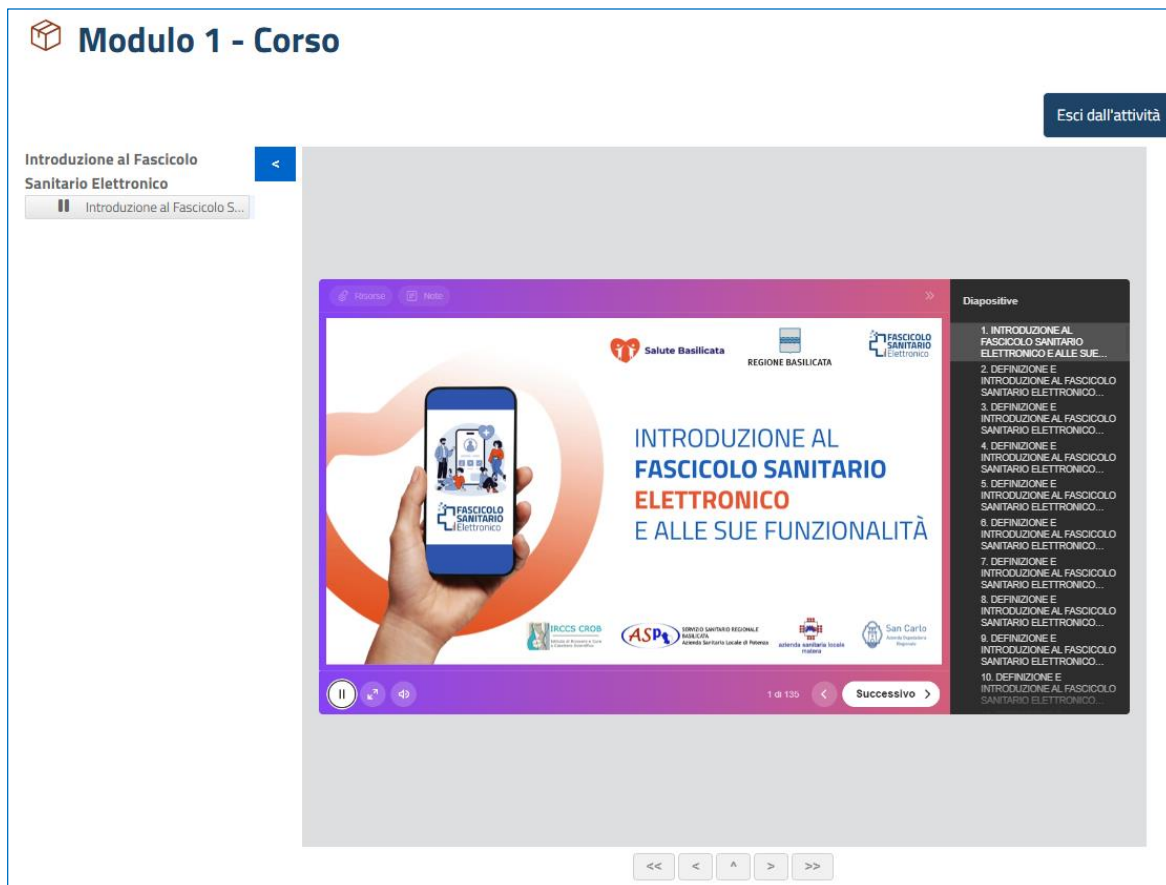 Modulo 1 - Corso
Esci dall'attività
Introduzione al Fascicolo
Sanitario Elettronico
<
Introduzione al Fascicolo S...
Risorse
Note
»
Salute Basilicata
REGIONE BASILICATA
FASCICOLO
SANITARIO
Elettronico
FASCICOLO
SANITARIO
Elettronico
INTRODUZIONE AL
FASCICOLO SANITARIO
ELETTRONICO
E ALLE SUE FUNZIONALITÀ
IRCCS CROB
ASP
SERVIZIO SANITARIO REGIONALE
BASILICATA
Azienda Sanitaria Locale di Potenza
azienda sanitaria locale
matera
San Carlo
Azienda Ospedaliera
Regionale
1 di 135
<
Successivo >
Diapositive
1. INTRODUZIONE AL
FASCICOLO SANITARIO
ELETTRONICO E ALLE SUE...
2. DEFINIZIONE E
INTRODUZIONE AL FASCICOLO
SANITARIO ELETTRONICO...
3. DEFINIZIONE E
INTRODUZIONE AL FASCICOLO
SANITARIO ELETTRONICO...
4. DEFINIZIONE E
INTRODUZIONE AL FASCICOLO
SANITARIO ELETTRONICO...
5. DEFINIZIONE E
INTRODUZIONE AL FASCICOLO
SANITARIO ELETTRONICO...
6. DEFINIZIONE E
INTRODUZIONE AL FASCICOLO
SANITARIO ELETTRONICO...
7. DEFINIZIONE E
INTRODUZIONE AL FASCICOLO
SANITARIO ELETTRONICO...
8. DEFINIZIONE E
INTRODUZIONE AL FASCICOLO
SANITARIO ELETTRONICO...
9. DEFINIZIONE E
INTRODUZIONE AL FASCICOLO
SANITARIO ELETTRONICO...
10. DEFINIZIONE E
INTRODUZIONE AL FASCICOLO
SANITARIO ELETTRONICO...
<< < ^ > >>